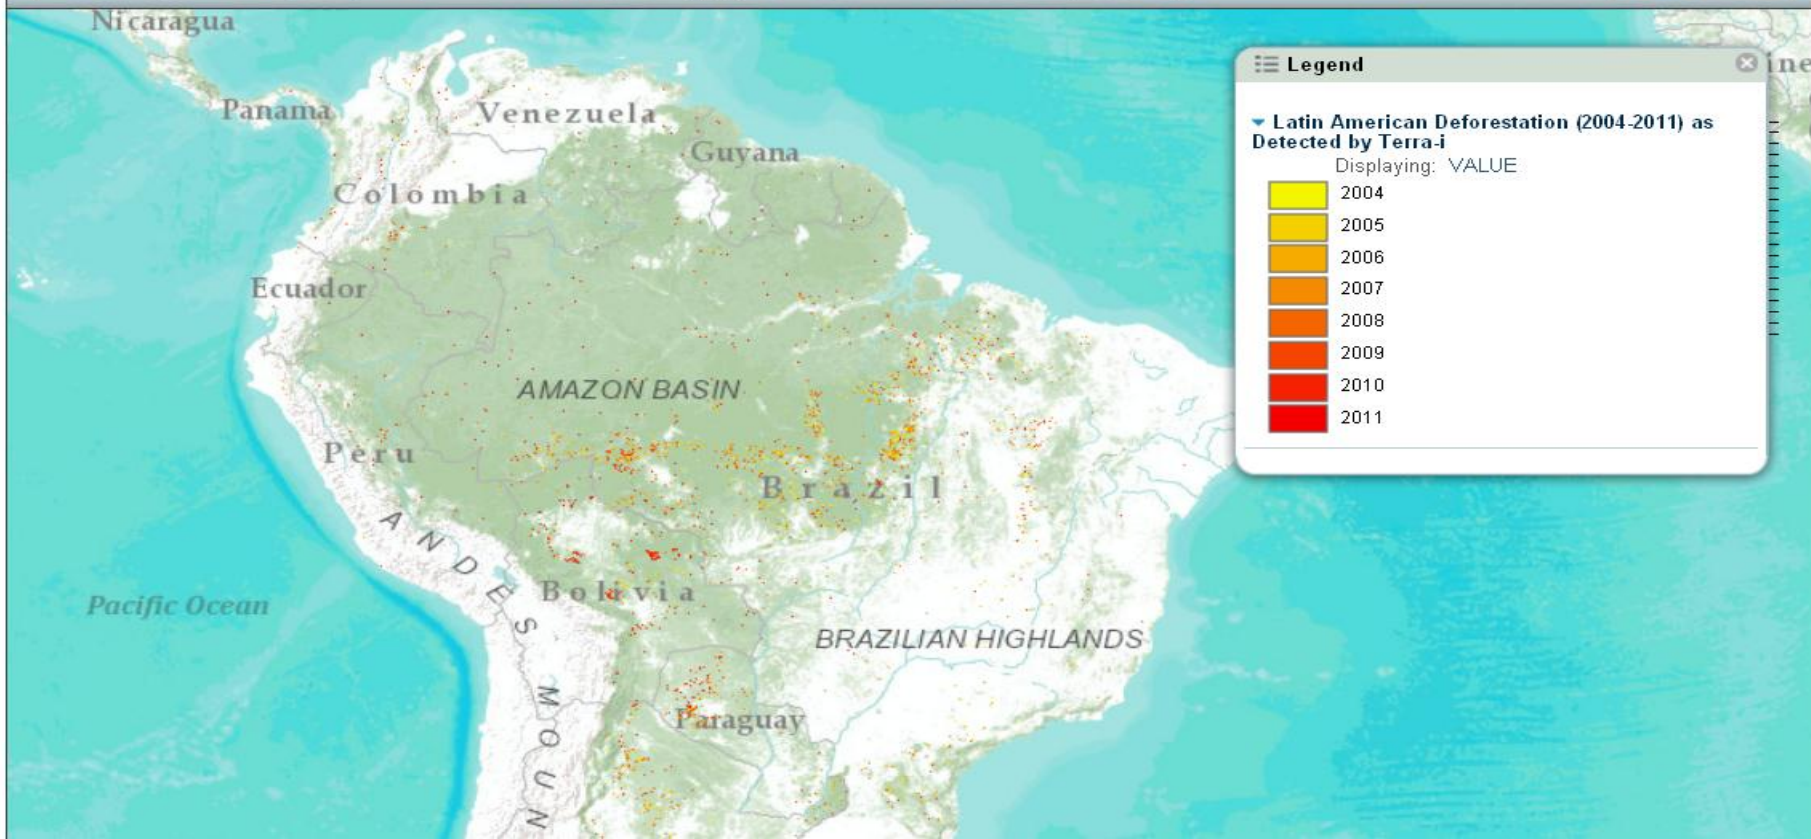 Nicaragua
Panama
Venezuela
Guyana
Colombia
Ecuador
AMAZON BASIN
Peru
Brazil
ANDES MOUN
Bolivia
Pacific Ocean
BRAZILIAN HIGHLANDS
Paraguay
Legend
Latin American Deforestation (2004-2011) as
Detected by Terra-i
Displaying: VALUE
2004
2005
2006
2007
2008
2009
2010
2011
ine